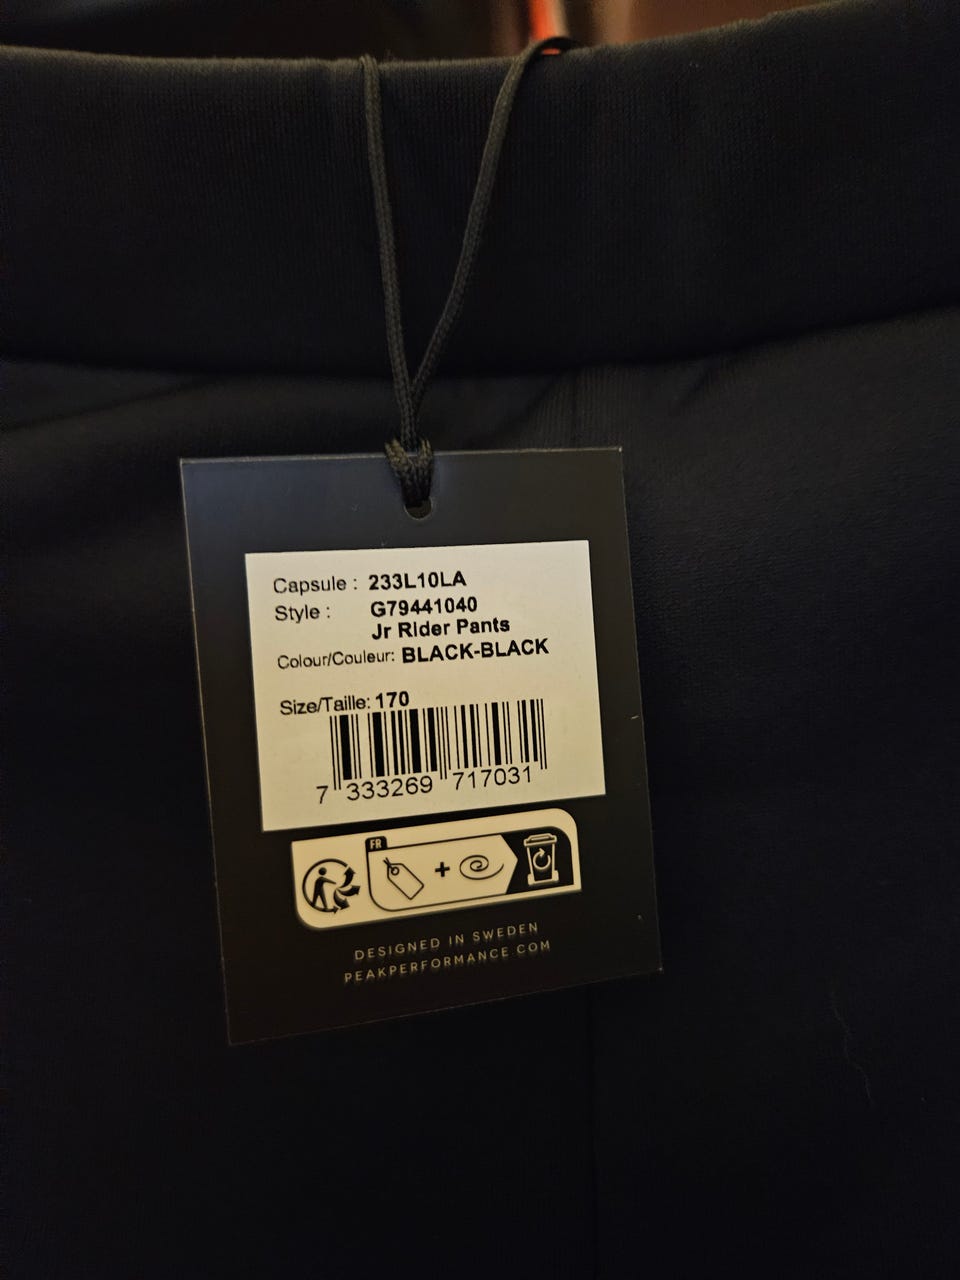 Capsule : 233L10LA
Style : G79441040
Jr Rider Pants
Colour/Couleur: BLACK-BLACK
Size/Taille: 170
7 333269 717031
FR
+
DESIGNED IN SWEDEN
PEAKPERFORMANCE.COM